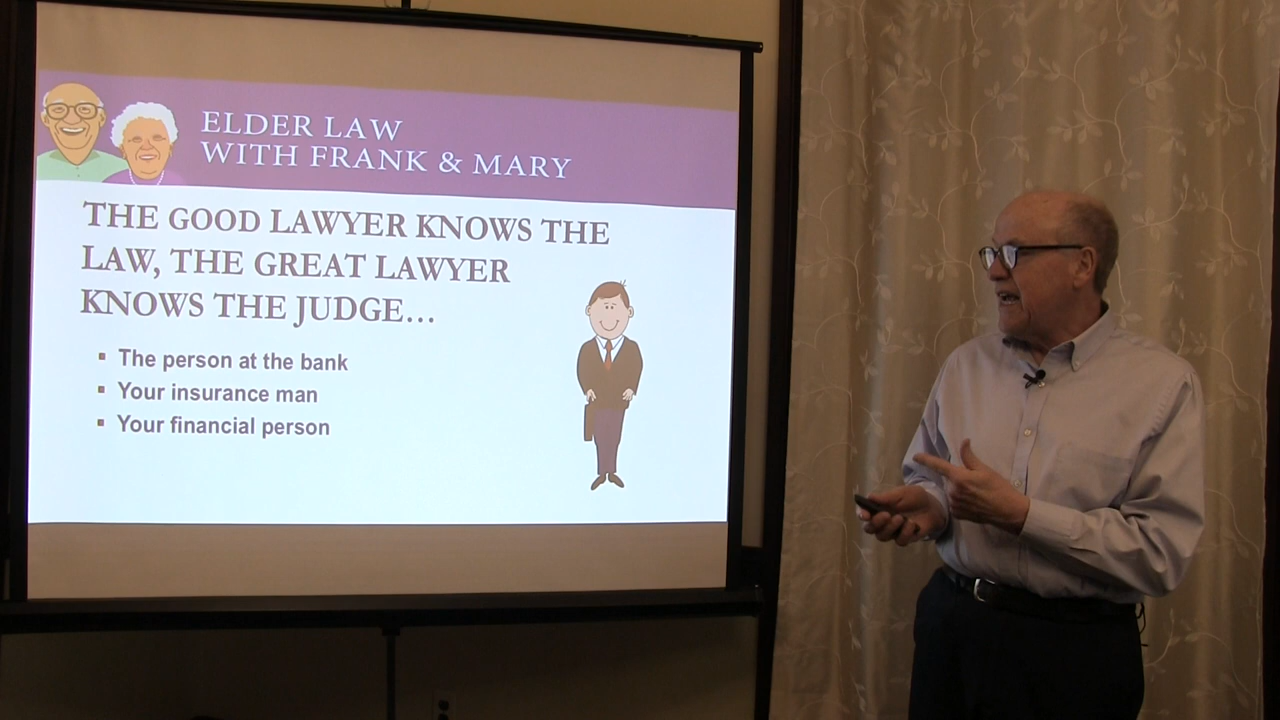 ELDER LAW
WITH FRANK & MARY
THE GOOD LAWYER KNOWS THE
LAW, THE GREAT LAWYER
KNOWS THE JUDGE…
▪ The person at the bank
▪ Your insurance man
▪ Your financial person